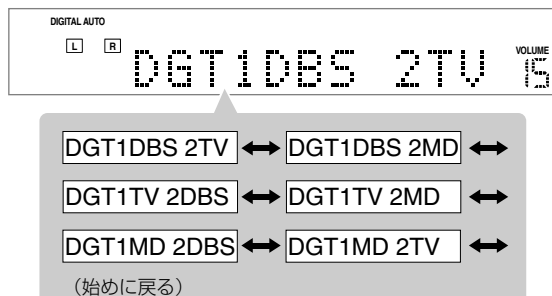 DIGITAL AUTO
L R
DGT1DBS 2TV VOLUME 15
DGT1DBS 2TV ↔ DGT1DBS 2MD ↔
DGT1TV 2DBS ↔ DGT1TV 2MD ↔
DGT1MD 2DBS ↔ DGT1MD 2TV ↔
(始めに戻る)